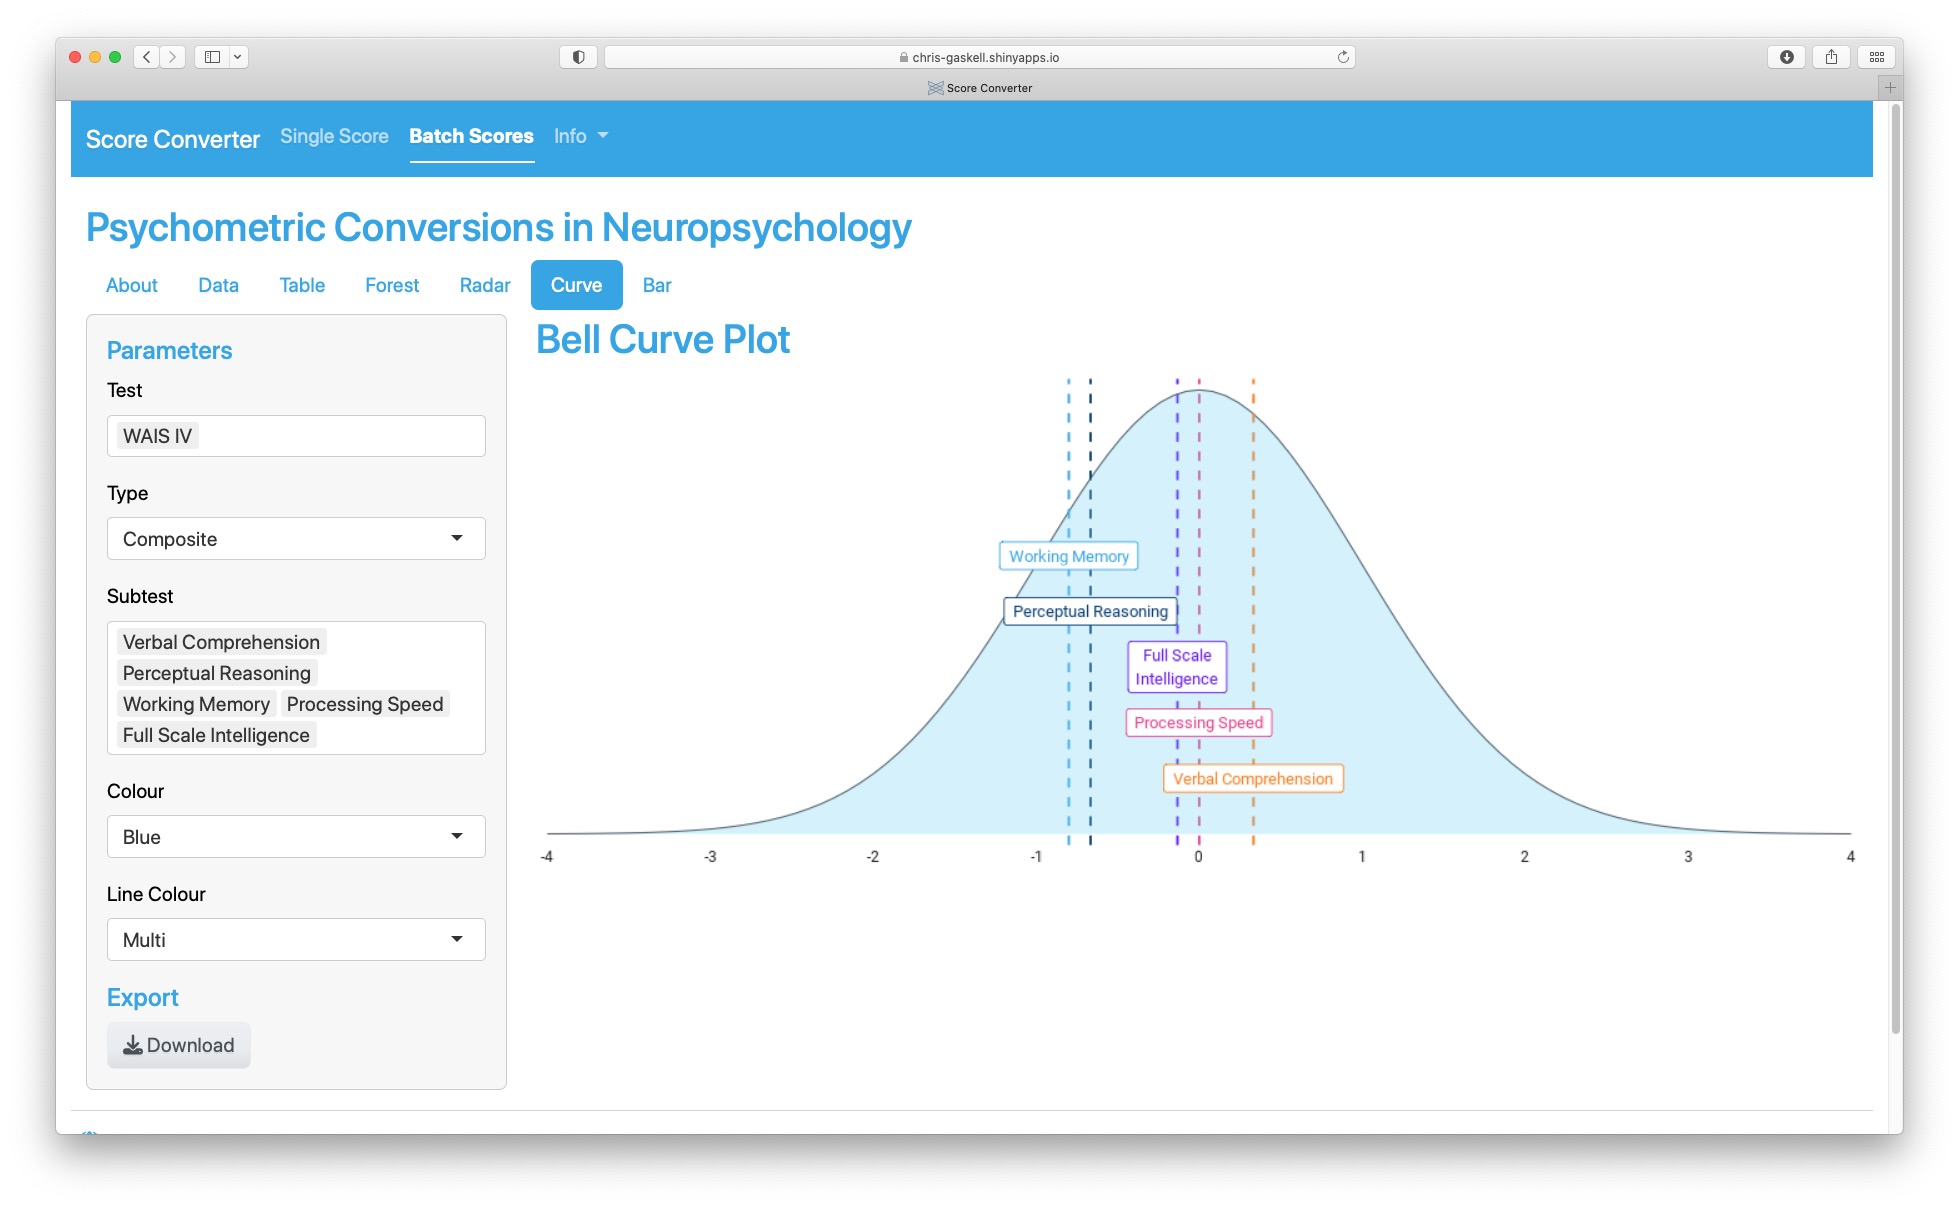 chris-gaskell.shinyapps.io
Score Converter
Score Converter Single Score Batch Scores Info
Psychometric Conversions in Neuropsychology
About Data Table Forest Radar Curve Bar
Parameters
Test
WAIS IV
Type
Composite
Subtest
Verbal Comprehension
Perceptual Reasoning
Working Memory Processing Speed
Full Scale Intelligence
Colour
Blue
Line Colour
Multi
Export
Download
Bell Curve Plot
Working Memory
Perceptual Reasoning
Full Scale
Intelligence
Processing Speed
Verbal Comprehension
-4 -3 -2 -1 0 1 2 3 4